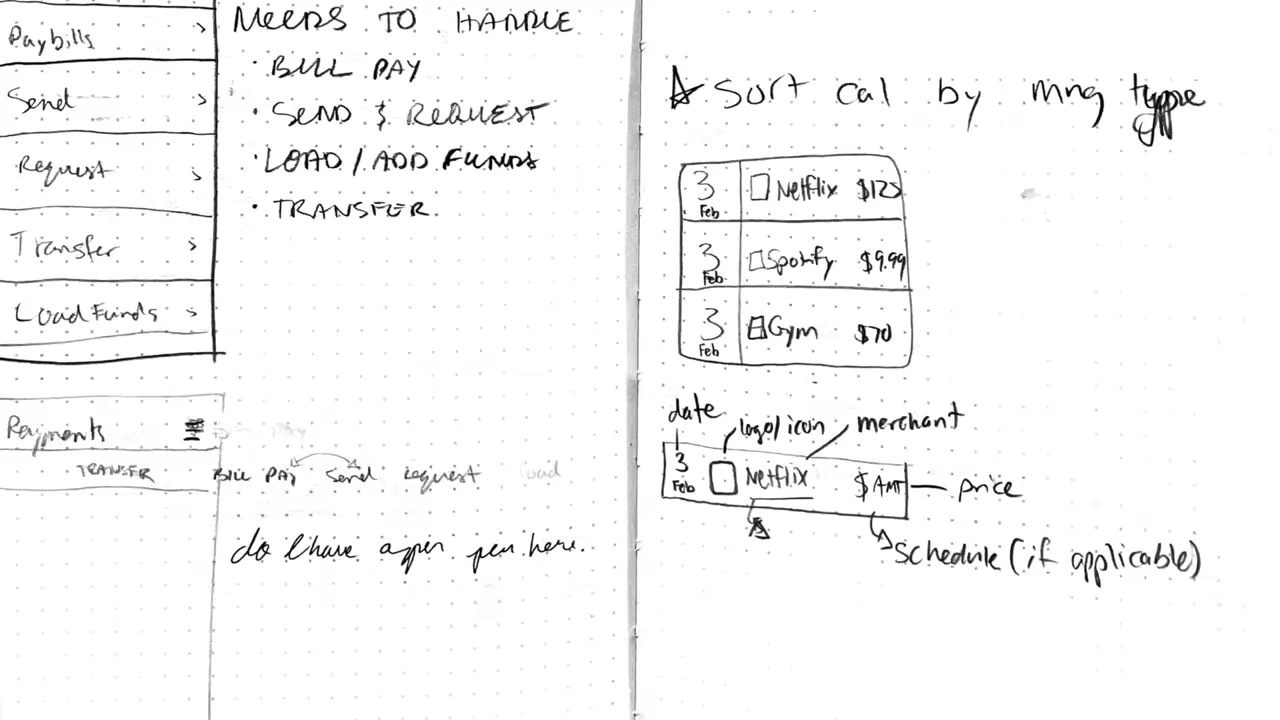 Paybills >
Send >
Request >
Transfer >
Load Funds >
NEEDS TO HANDLE
· BILL PAY
· SEND & REQUEST
· LOAD / ADD FUNDS
· TRANSFER.
Payments
TRANSFER BILL PAY Send request load
do I have a pen here.
☆ Sort cal by mng type
3 Feb Netflix $12
3 Feb Spotify $9.99
3 Feb Gym $70
date logo/icon merchant
3 Feb Netflix $ AMT price
schedule (if applicable)